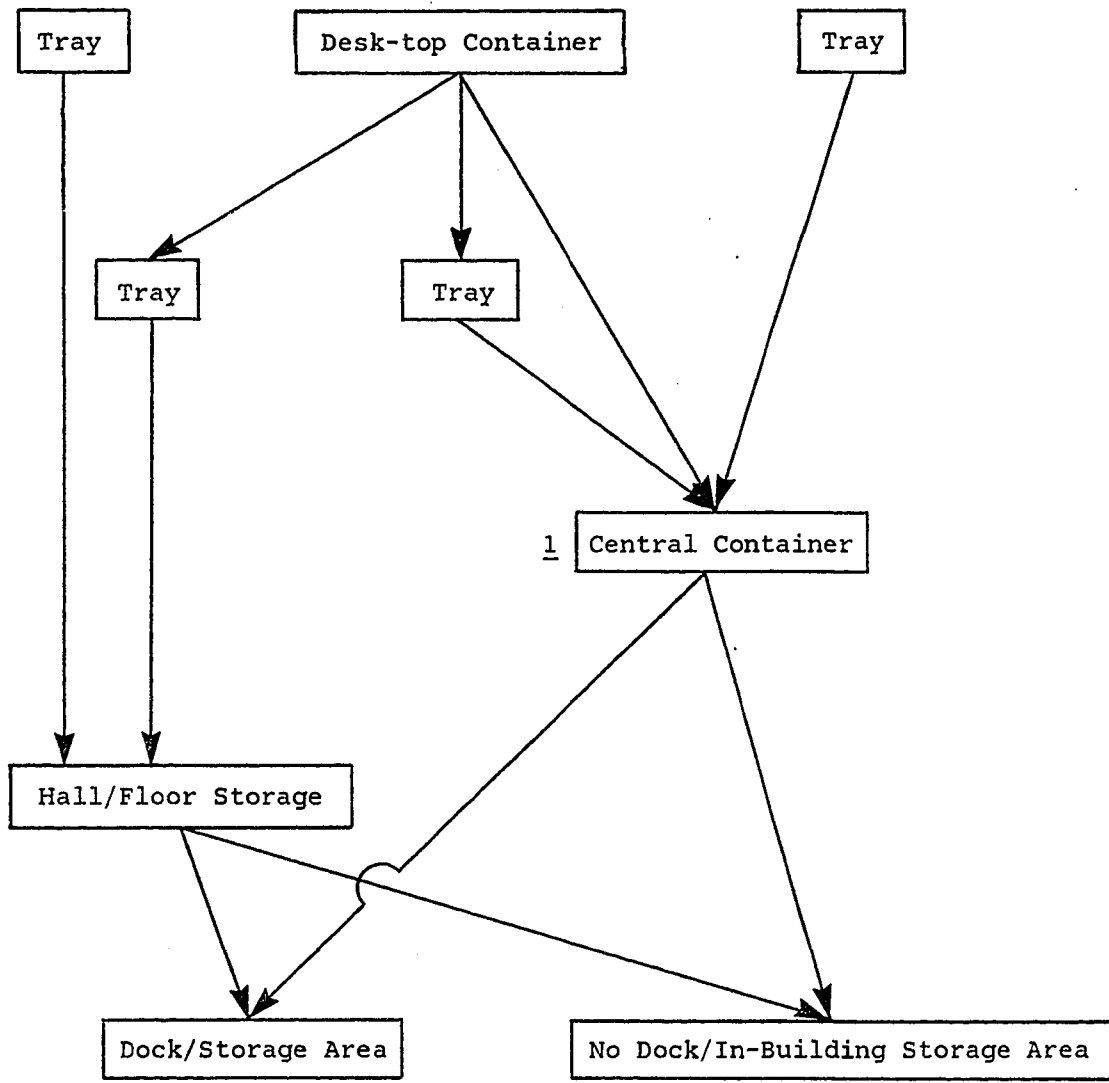 Tray
Desk-top Container
Tray
Tray
Tray
1
Central Container
Hall/Floor Storage
Dock/Storage Area
No Dock/In-Building Storage Area